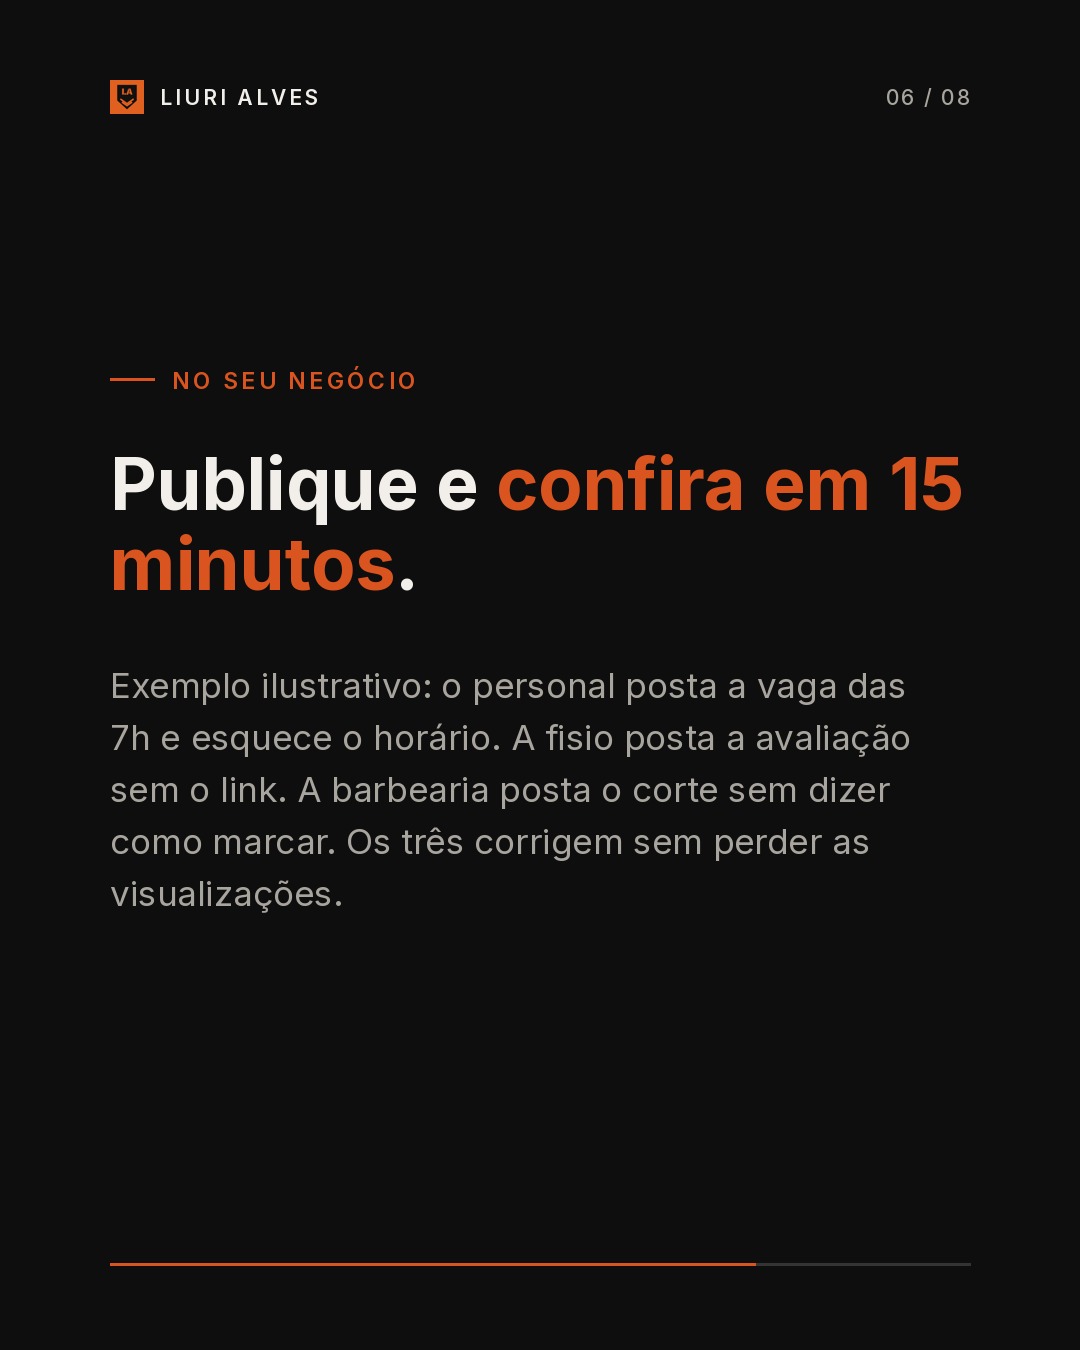 LA
LIURI ALVES
06 / 08
NO SEU NEGÓCIO
Publique e confira em 15
minutos.
Exemplo ilustrativo: o personal posta a vaga das
7h e esquece o horário. A fisio posta a avaliação
sem o link. A barbearia posta o corte sem dizer
como marcar. Os três corrigem sem perder as
visualizações.